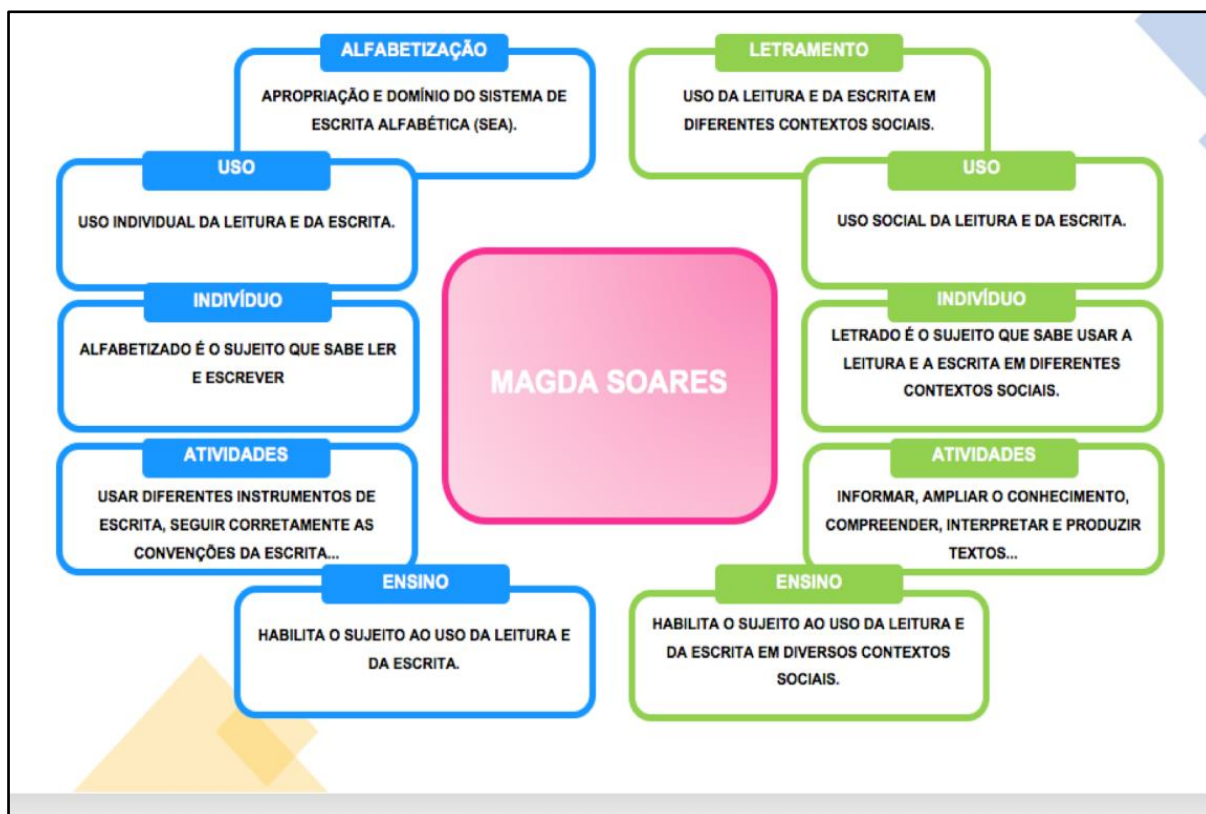 ALFABETIZAÇÃO
APROPRIAÇÃO E DOMÍNIO DO SISTEMA DE
ESCRITA ALFABÉTICA (SEA).
USO
USO INDIVIDUAL DA LEITURA E DA ESCRITA.
INDIVÍDUO
ALFABETIZADO É O SUJEITO QUE SABE LER
E ESCREVER
ATIVIDADES
USAR DIFERENTES INSTRUMENTOS DE
ESCRITA, SEGUIR CORRETAMENTE AS
CONVENÇÕES DA ESCRITA...
ENSINO
HABILITA O SUJEITO AO USO DA LEITURA E
DA ESCRITA.
MAGDA SOARES
LETRAMENTO
USO DA LEITURA E DA ESCRITA EM
DIFERENTES CONTEXTOS SOCIAIS.
USO
USO SOCIAL DA LEITURA E DA ESCRITA.
INDIVÍDUO
LETRADO É O SUJEITO QUE SABE USAR A
LEITURA E A ESCRITA EM DIFERENTES
CONTEXTOS SOCIAIS.
ATIVIDADES
INFORMAR, AMPLIAR O CONHECIMENTO,
COMPREENDER, INTERPRETAR E PRODUZIR
TEXTOS...
ENSINO
HABILITA O SUJEITO AO USO DA LEITURA E
DA ESCRITA EM DIVERSOS CONTEXTOS
SOCIAIS.